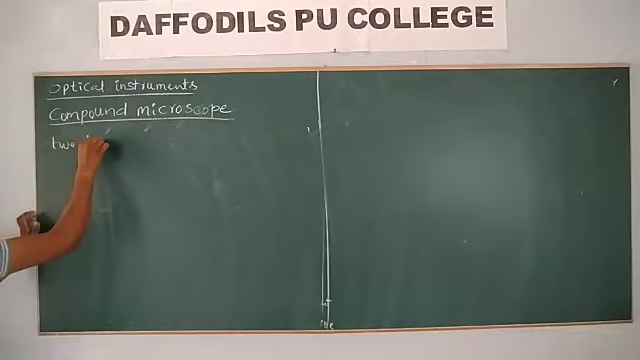 DAFFODILS PU COLLEGE
Optical instruments
Compound microscope
two